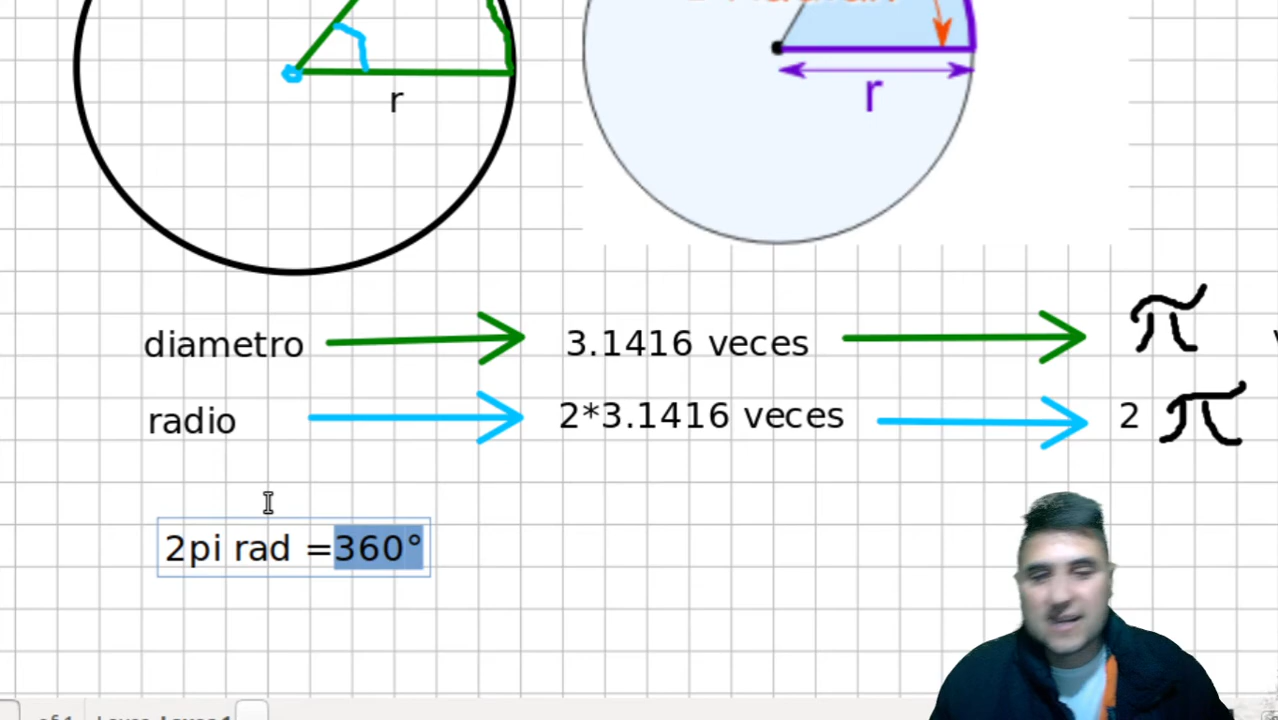 r
r
diametro 3.1416 veces π
radio 2*3.1416 veces 2 π
2pi rad =360°